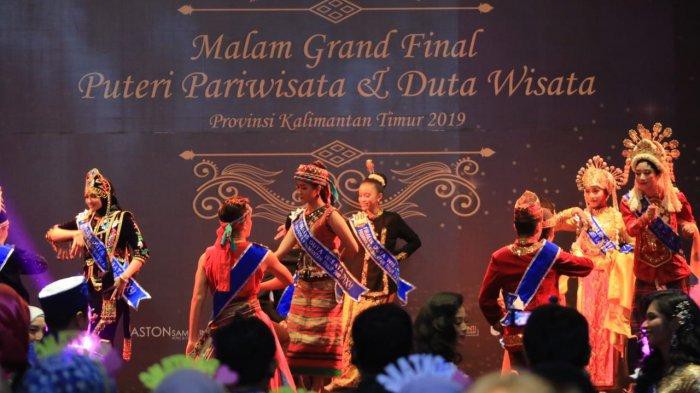 Malam Grand Final
Puteri Pariwisata & Duta Wisata
Provinsi Kalimantan Timur 2019
ASTON